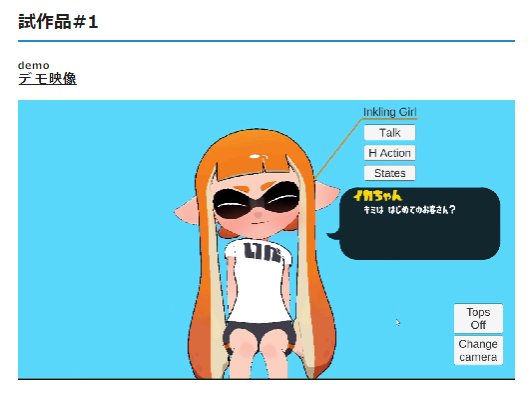 試作品#1
demo
デモ映像
Inkling Girl
Talk
H Action
States
イカちゃん
キミは はじめてのお客さん?
Tops
Off
Change
camera